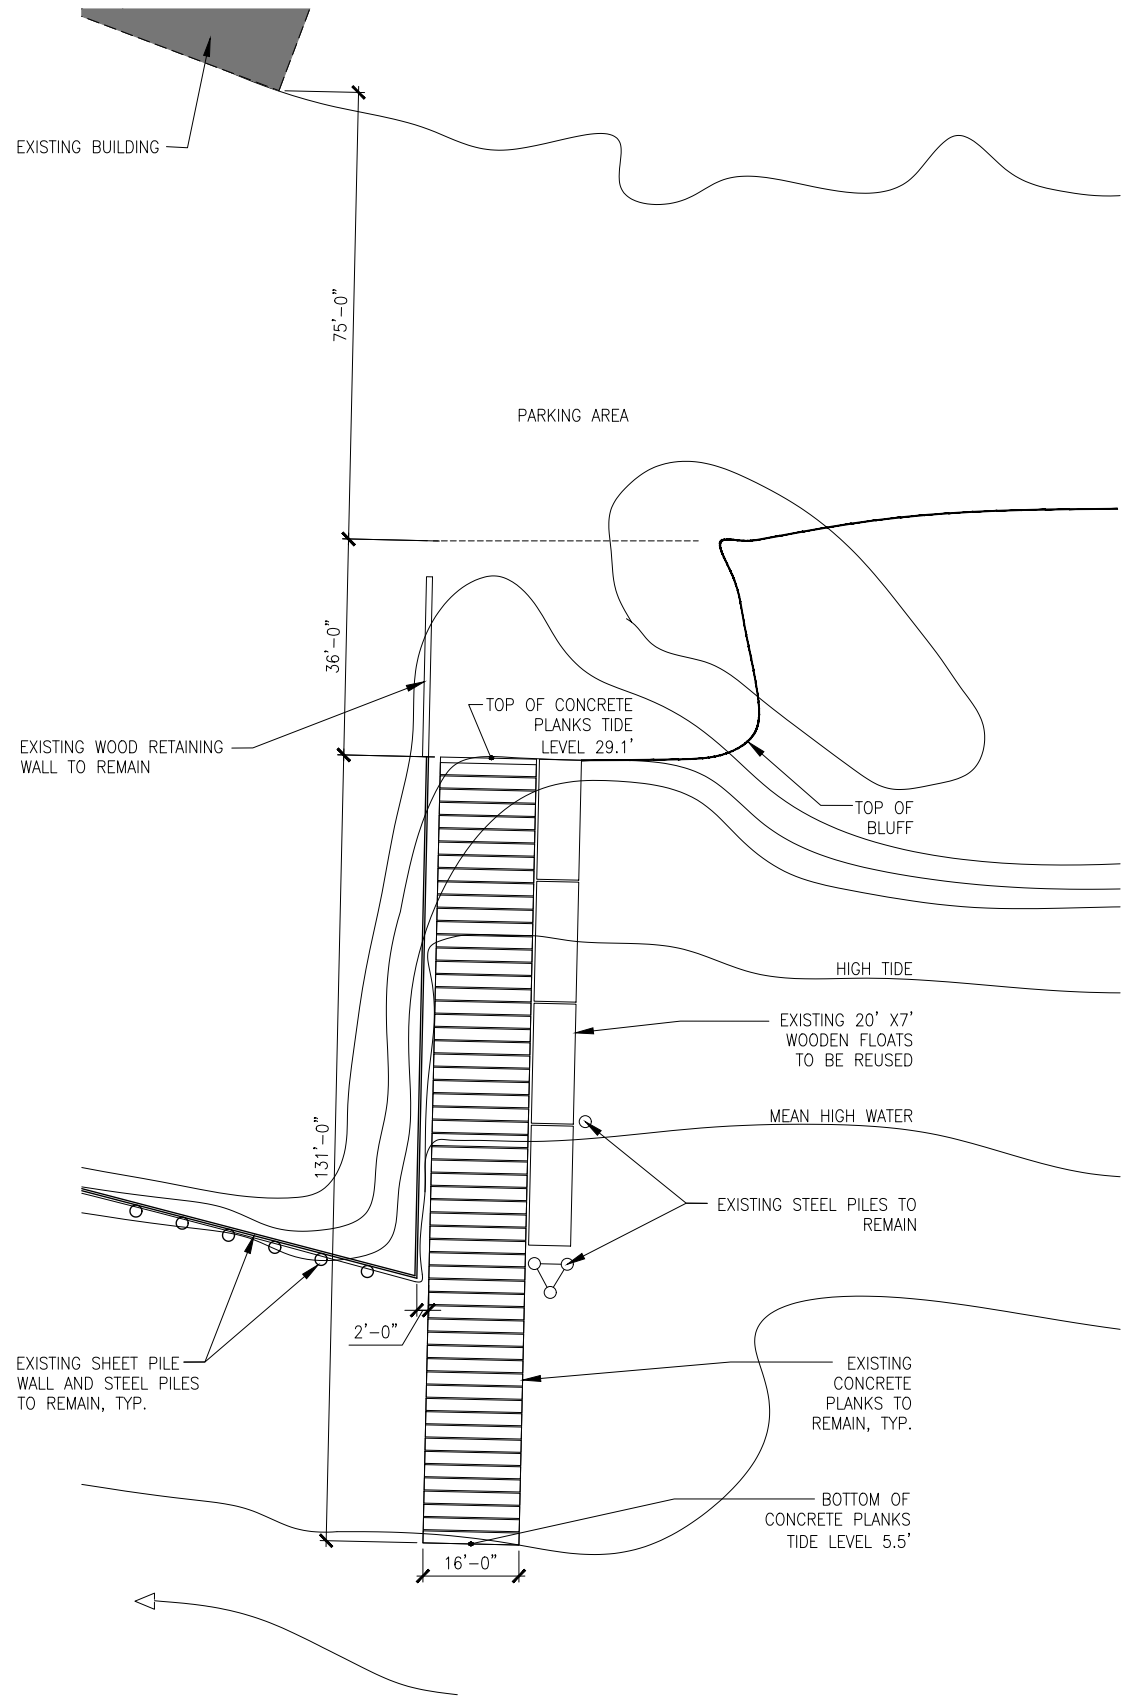 EXISTING BUILDING
75'-0"
PARKING AREA
36'-0"
TOP OF CONCRETE
PLANKS TIDE
LEVEL 29.1'
EXISTING WOOD RETAINING
WALL TO REMAIN
TOP OF
BLUFF
HIGH TIDE
EXISTING 20' X7'
WOODEN FLOATS
TO BE REUSED
MEAN HIGH WATER
131'-0"
EXISTING STEEL PILES TO
REMAIN
2'-0"
EXISTING SHEET PILE
WALL AND STEEL PILES
TO REMAIN, TYP.
EXISTING
CONCRETE
PLANKS TO
REMAIN, TYP.
BOTTOM OF
CONCRETE PLANKS
TIDE LEVEL 5.5'
16'-0"